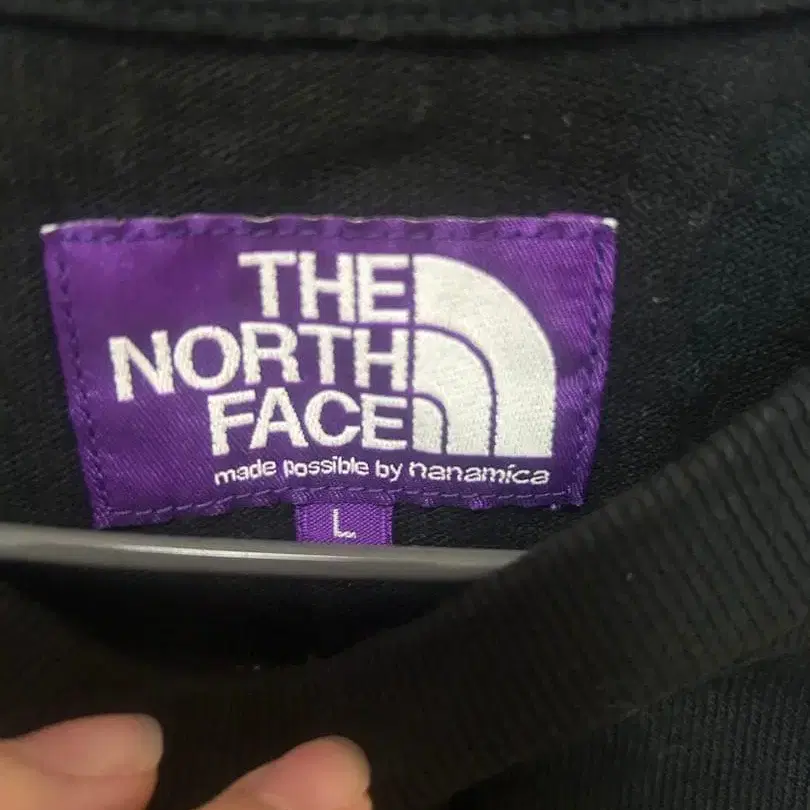 THE
NORTH
FACE
made possible by nanamica
L